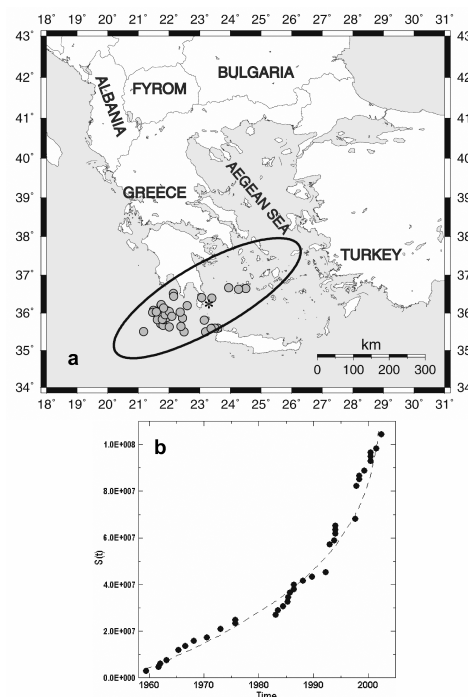 18° 19° 20° 21° 22° 23° 24° 25° 26° 27° 28° 29° 30° 31°
43° 43
BULGARIA
42° FYROM 42
ALBANIA
41° 41
40° 40
AEGEAN SEA
39° GREECE 39
38° 38
TURKEY
37° 37
36° * 36
km
35° a 35
0 100 200 300
34° 34
18° 19° 20° 21° 22° 23° 24° 25° 26° 27° 28° 29° 30° 31°
b
1.0E+008
8.0E+007
S(t)
6.0E+007
4.0E+007
2.0E+007
0.0E+000
1960 1970 1980 1990 2000
Time